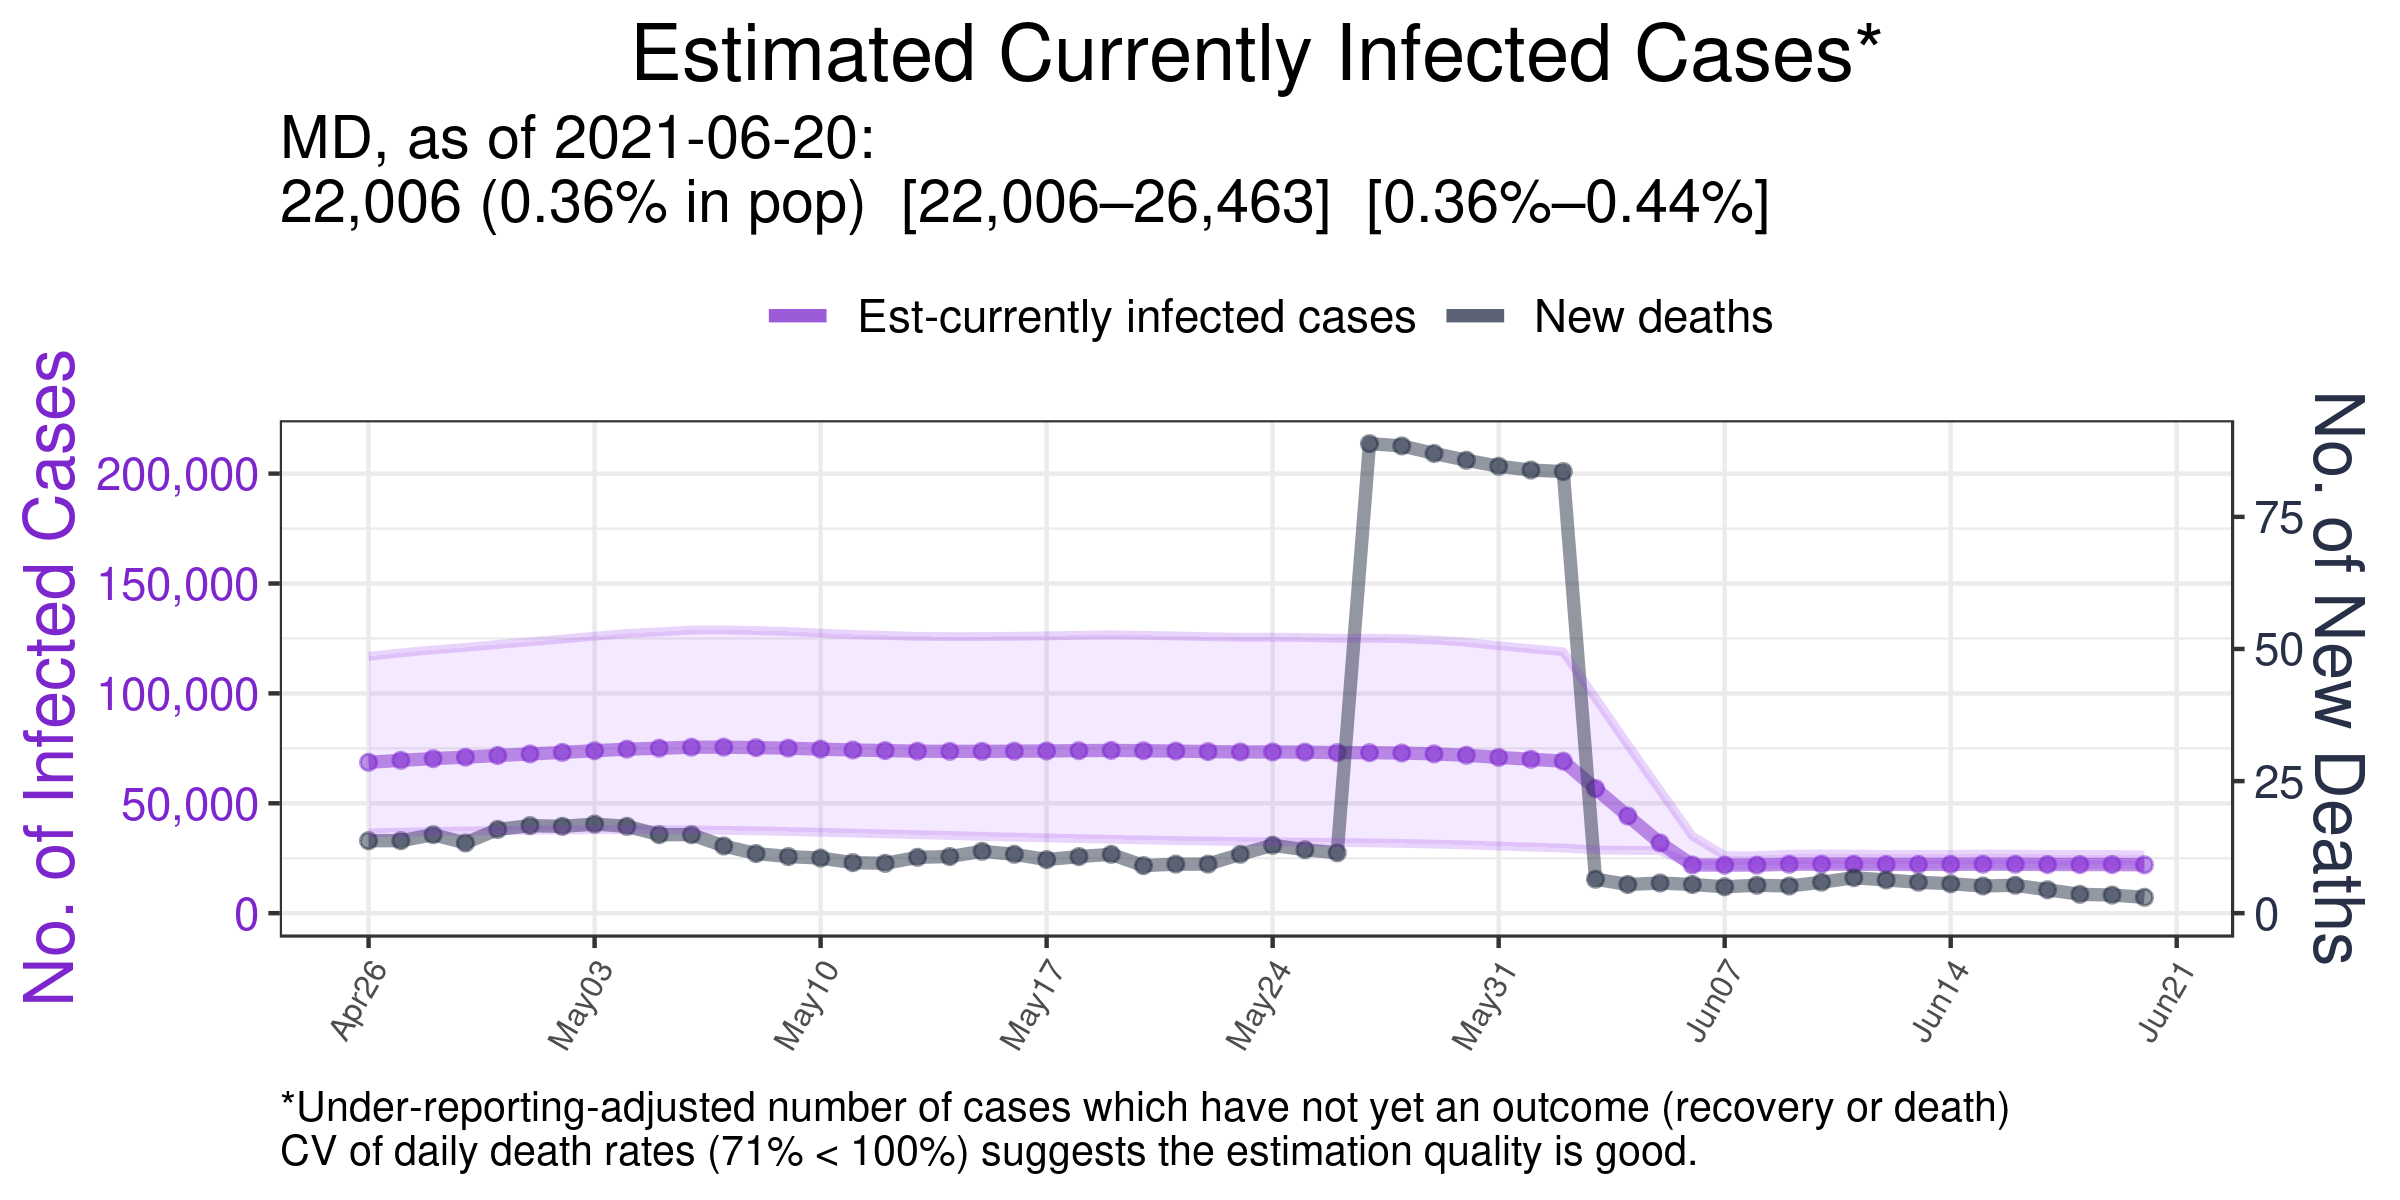 Estimated Currently Infected Cases*
MD, as of 2021-06-20:
22,006 (0.36% in pop)  [22,006–26,463]  [0.36%–0.44%]
Est-currently infected cases
New deaths
No. of Infected Cases
200,000
150,000
100,000
50,000
0
No. of New Deaths
75
50
25
0
Apr26
May03
May10
May17
May24
May31
Jun07
Jun14
Jun21
*Under-reporting-adjusted number of cases which have not yet an outcome (recovery or death)
CV of daily death rates (71% < 100%) suggests the estimation quality is good.